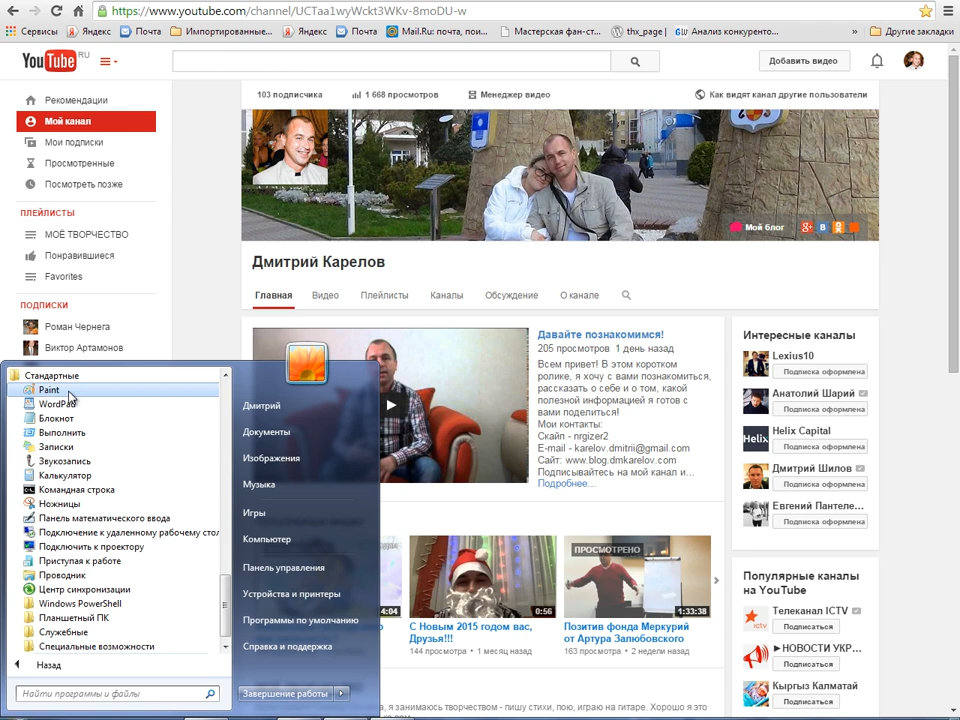 https://www.youtube.com/channel/UCTaa1wyWckt3WKv-8moDU-w
Сервисы
Яндекс
Почта
Импортированные...
Яндекс
Почта
Mail.Ru: почта, пои...
Мастерская фан-ст...
thx_page |
Анализ конкуренто...
»
Другие закладки
YouTube RU
Добавить видео
Рекомендации
Мой канал
Мои подписки
Просмотренные
Посмотреть позже
ПЛЕЙЛИСТЫ
МОЁ ТВОРЧЕСТВО
Понравившиеся
Favorites
ПОДПИСКИ
Роман Чернега
Виктор Артамонов
103 подписчика
1 668 просмотров
Менеджер видео
Как видят канал другие пользователи
Мой блог
Дмитрий Карелов
Главная
Видео
Плейлисты
Каналы
Обсуждение
О канале
Давайте познакомимся!
205 просмотров 1 день назад
Всем привет! В этом коротком
ролике, я хочу с вами познакомиться,
рассказать о себе и о том, какой
полезной информацией я готов с
вами поделиться!
Мои контакты:
Скайп - nrgizer2
E-mail - karelov.dmitrii@gmail.com
Сайт: www.blog.dmkarelov.com
Подписывайтесь на мой канал и...
Подробнее...
4:04
0:56
С Новым 2015 годом вас,
Друзья!!!
144 просмотра • 1 месяц назад
ПРОСМОТРЕНО
1:33:38
Позитив фонда Меркурий
от Артура Залюбовского
163 просмотра • 2 недели назад
, я занимаюсь творчеством - пишу стихи, пою, играю на гитаре. Хорошо я это
Интересные каналы
Lexius10
Подписка оформлена
Анатолий Шарий
Подписка оформлена
Helix
Helix Capital
Подписка оформлена
Дмитрий Шилов
Подписка оформлена
Евгений Пантеле...
Подписка оформлена
Популярные каналы
на YouTube
ictv
Телеканал ICTV
Подписаться
►НОВОСТИ УКР...
Подписаться
Кыргыз Калматай
Подписаться
Стандартные
Paint
WordPad
Блокнот
Выполнить
Записки
Звукозапись
Калькулятор
Командная строка
Ножницы
Панель математического ввода
Подключение к удаленному рабочему стол
Подключить к проектору
Приступая к работе
Проводник
Центр синхронизации
Windows PowerShell
Планшетный ПК
Служебные
Специальные возможности
Назад
Найти программы и файлы
Дмитрий
Документы
Изображения
Музыка
Игры
Компьютер
Панель управления
Устройства и принтеры
Программы по умолчанию
Справка и поддержка
Завершение работы